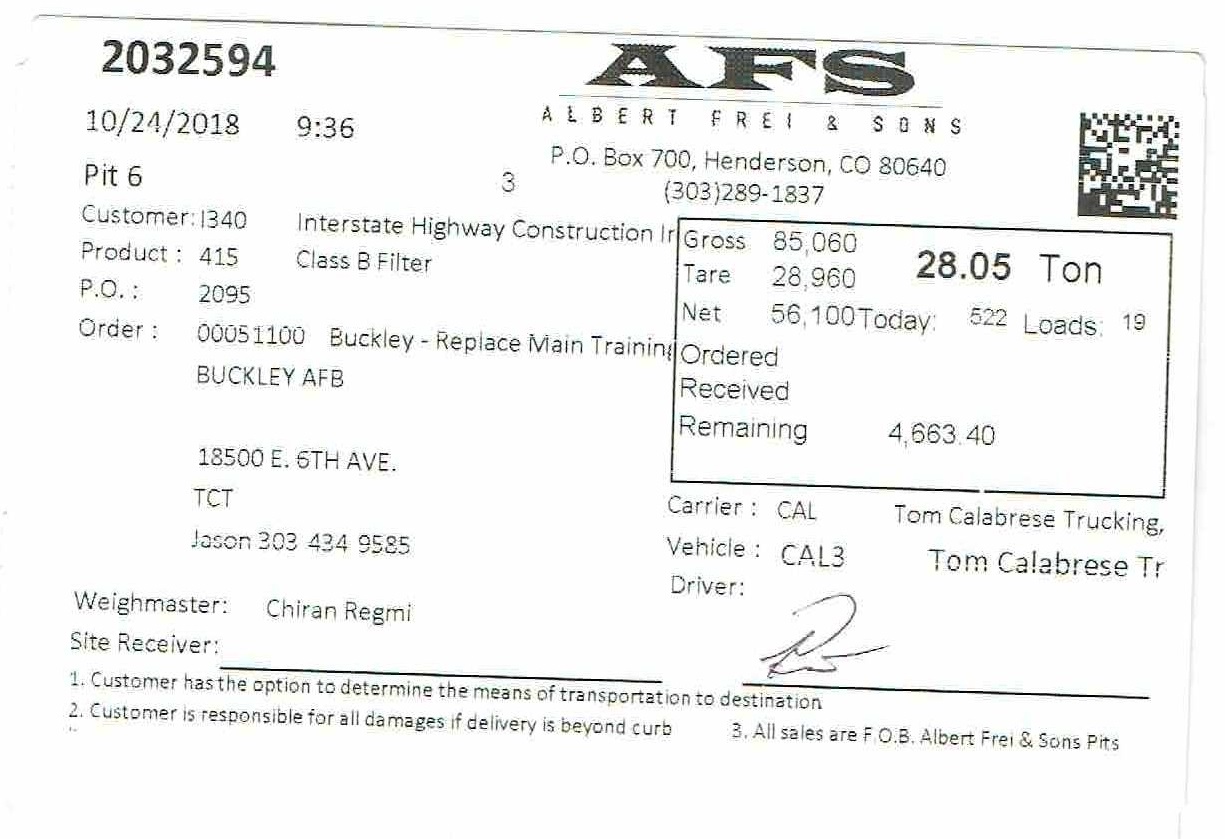 2032594
AFS
ALBERT FREI & SONS
10/24/2018 9:36
P.O. Box 700, Henderson, CO 80640
Pit 6 3
(303)289-1837
Customer: I340 Interstate Highway Construction Ir
Product : 415 Class B Filter
P.O. : 2095
Order : 00051100 Buckley - Replace Main Training
BUCKLEY AFB
18500 E. 6TH AVE.
TCT
Jason 303 434 9585
Gross 85,060 28.05 Ton
Tare 28,960
Net 56,100 Today: 522 Loads: 19
Ordered
Received
Remaining 4,663.40
Carrier : CAL Tom Calabrese Trucking,
Vehicle : CAL3 Tom Calabrese Tr
Driver:
Weighmaster: Chiran Regmi
Site Receiver:
1. Customer has the option to determine the means of transportation to destination
2. Customer is responsible for all damages if delivery is beyond curb
3. All sales are F.O.B. Albert Frei & Sons Pits